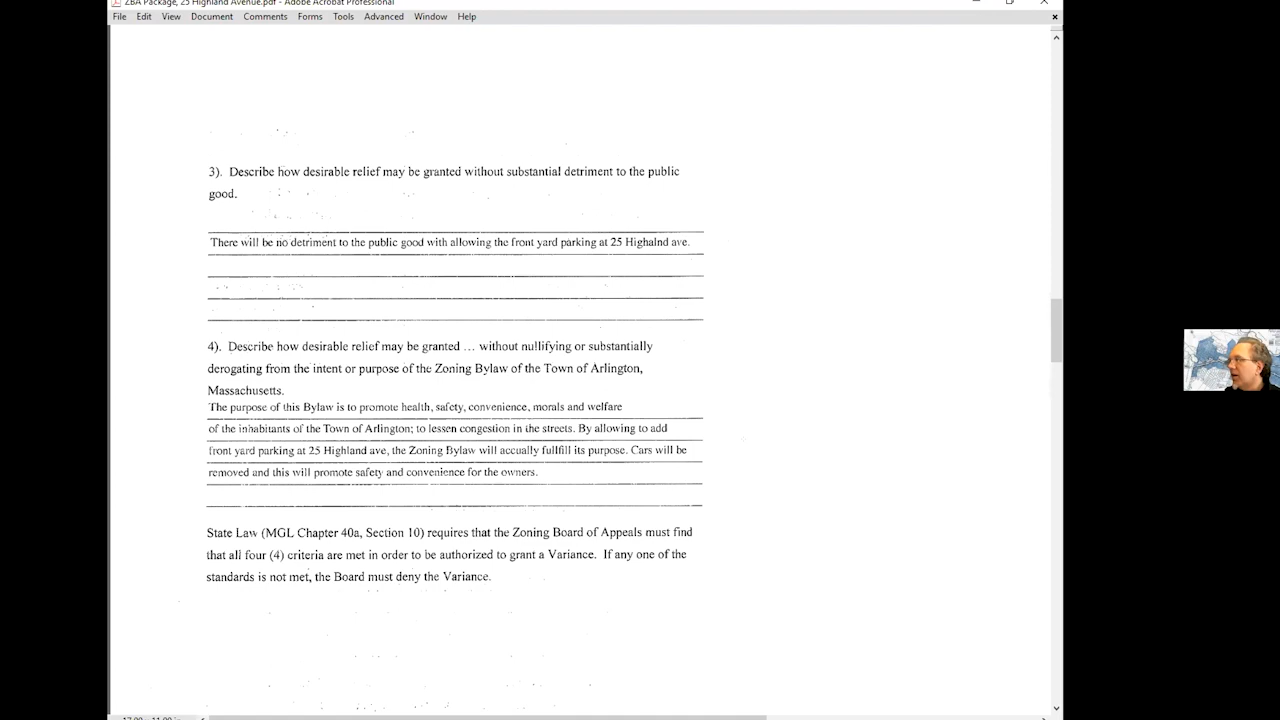 ZBA Package, 25 Highland Avenue.pdf - Adobe Acrobat Professional
File Edit View Document Comments Forms Tools Advanced Window Help
3). Describe how desirable relief may be granted without substantial detriment to the public
good.
There will be no detriment to the public good with allowing the front yard parking at 25 Highalnd ave.
4). Describe how desirable relief may be granted ... without nullifying or substantially
derogating from the intent or purpose of the Zoning Bylaw of the Town of Arlington,
Massachusetts.
The purpose of this Bylaw is to promote health, safety, convenience, morals and welfare
of the inhabitants of the Town of Arlington; to lessen congestion in the streets. By allowing to add
front yard parking at 25 Highland ave, the Zoning Bylaw will accually fullfill its purpose. Cars will be
removed and this will promote safety and convenience for the owners.
State Law (MGL Chapter 40a, Section 10) requires that the Zoning Board of Appeals must find
that all four (4) criteria are met in order to be authorized to grant a Variance. If any one of the
standards is not met, the Board must deny the Variance.